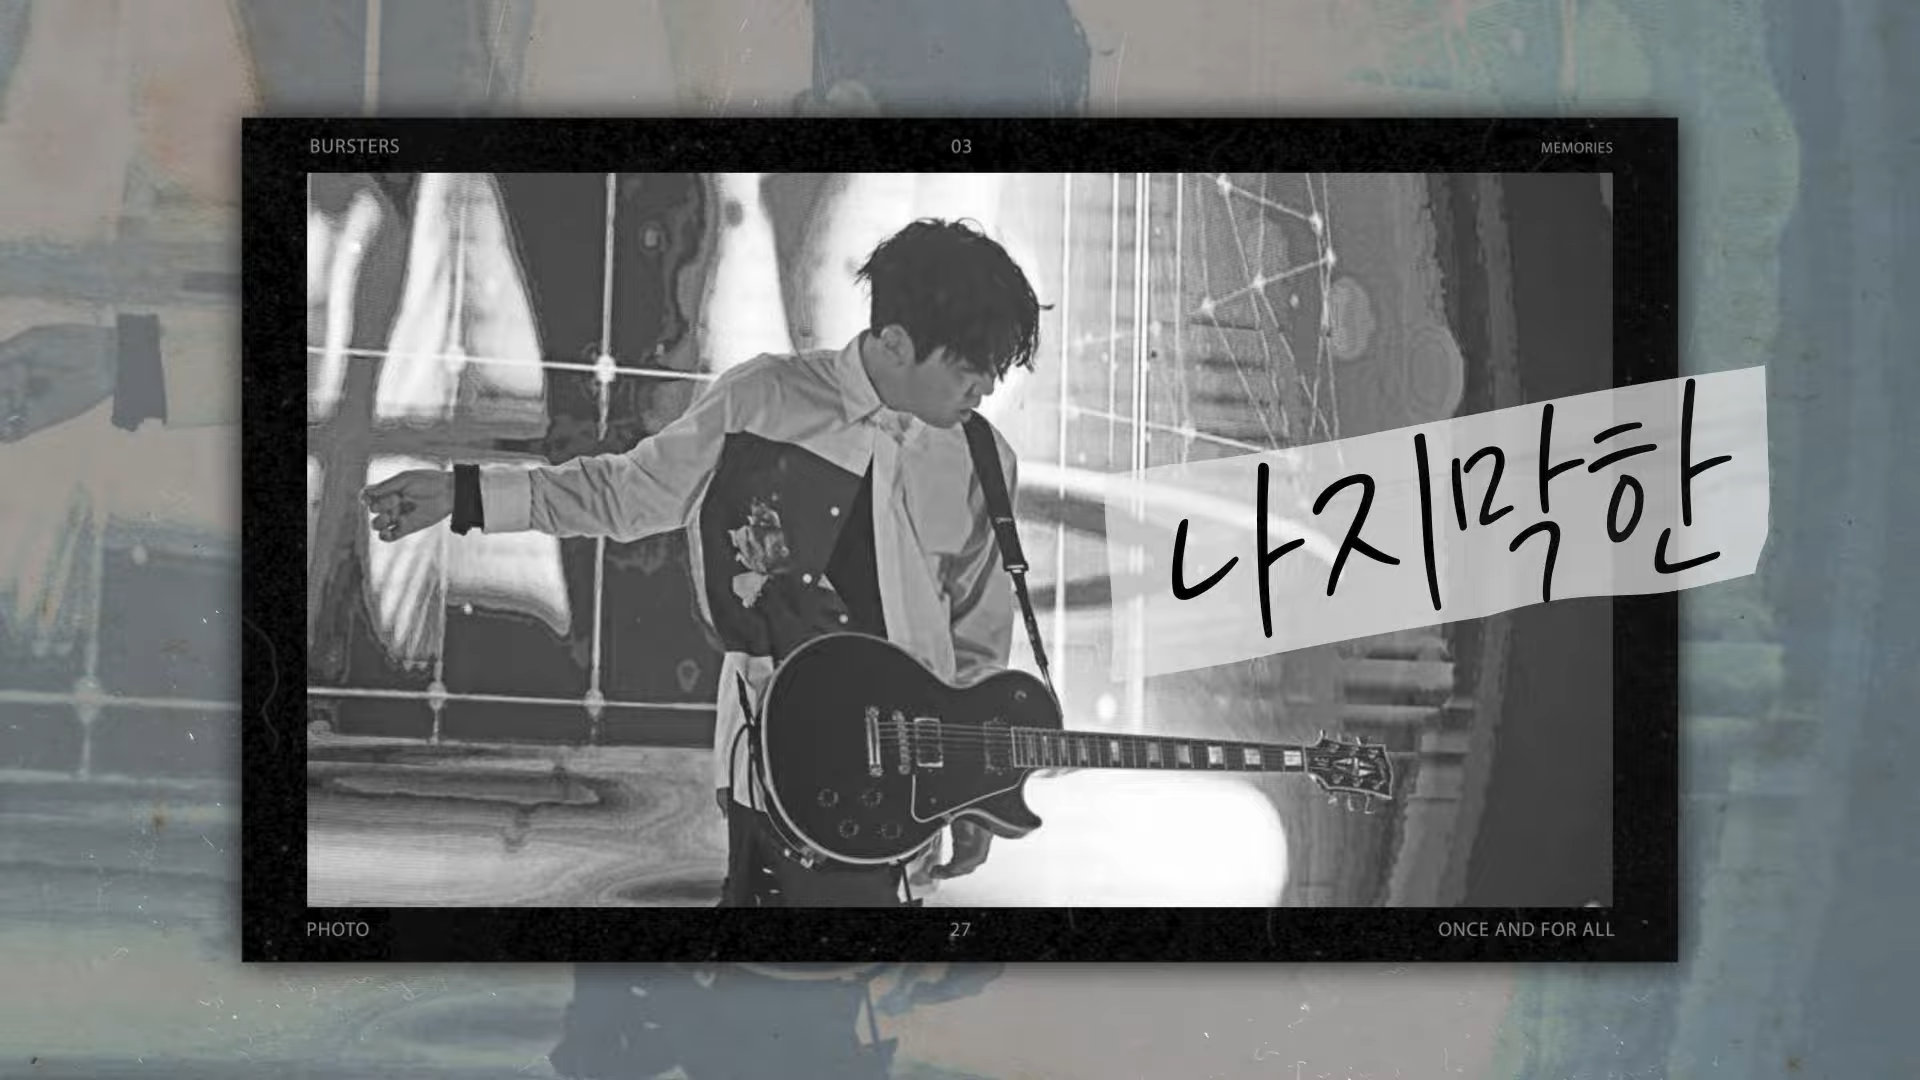 BURSTERS
03
MEMORIES
나지막한
PHOTO
27
ONCE AND FOR ALL